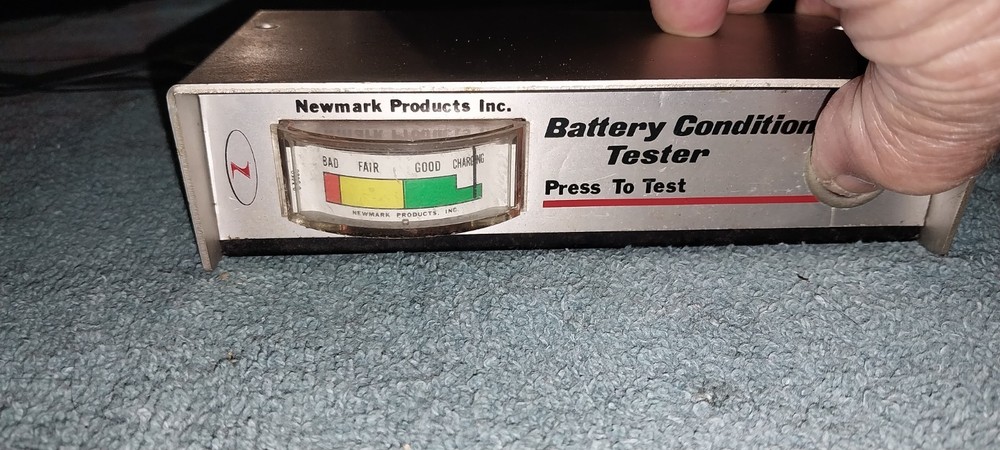 Newmark Products Inc.
BAD FAIR GOOD CHARGING
NEWMARK PRODUCTS, INC.
Battery Condition
Tester
Press To Test